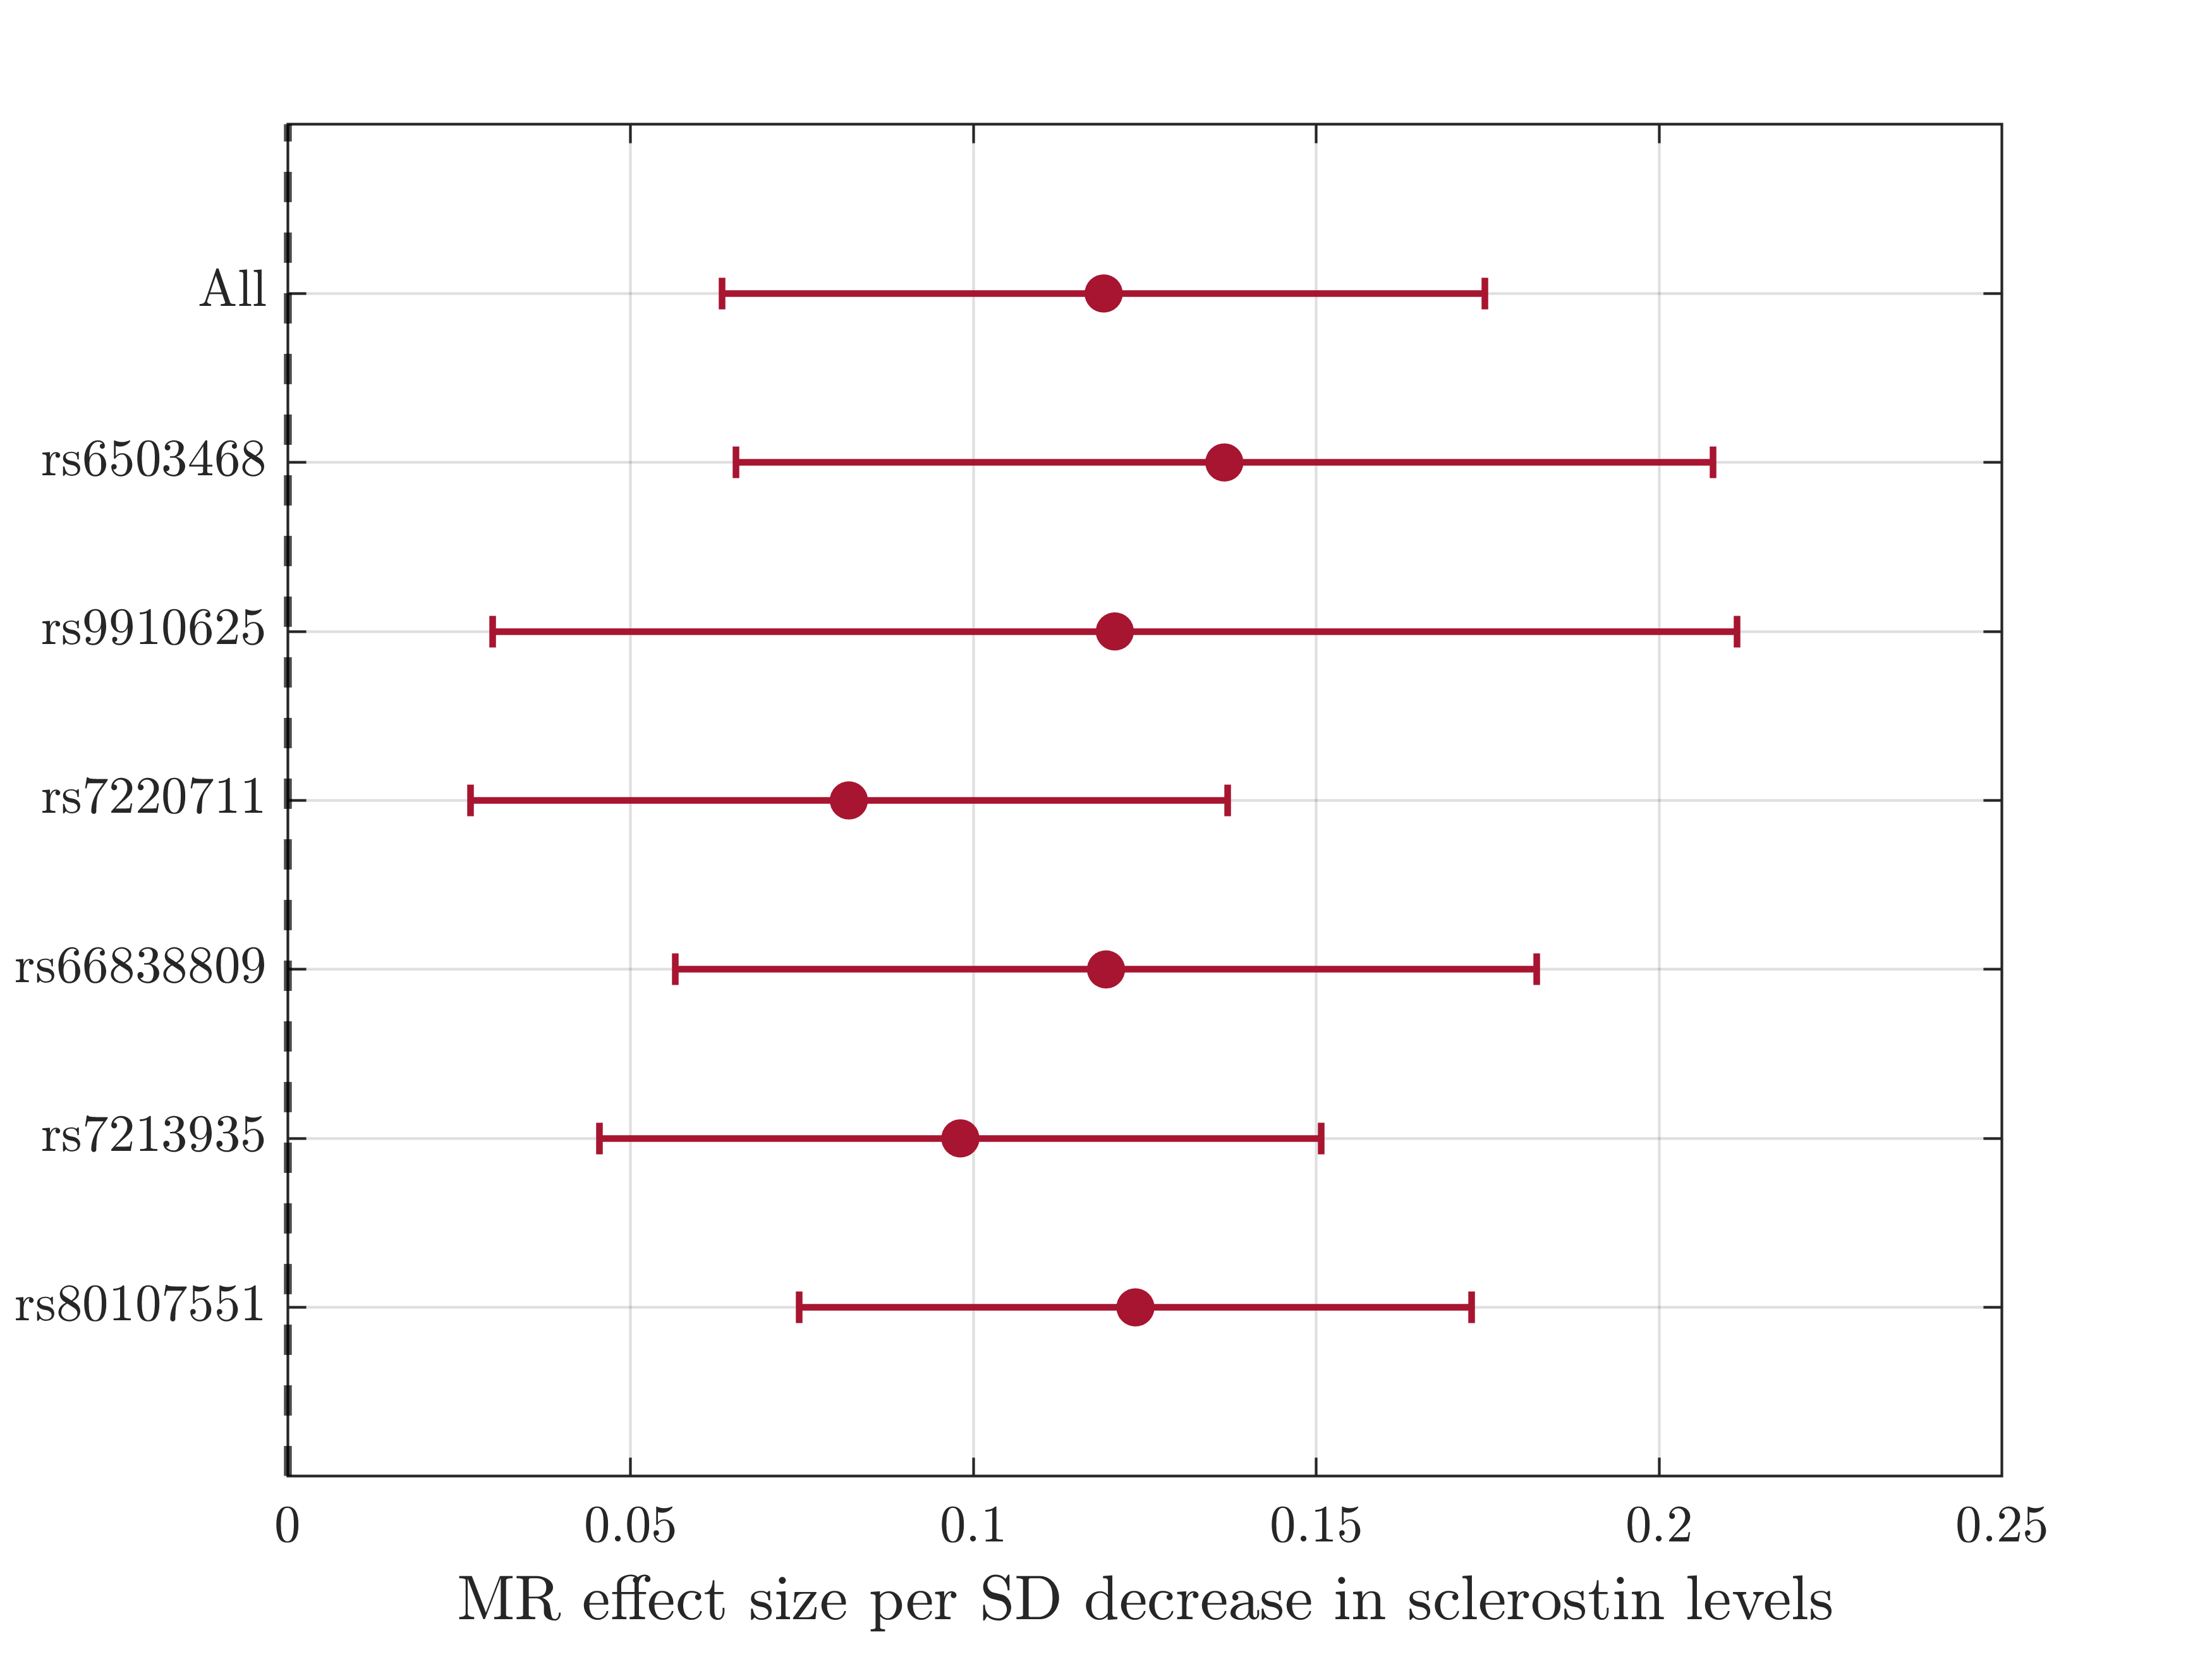 All
rs6503468
rs9910625
rs7220711
rs66838809
rs7213935
rs80107551
0 0.05 0.1 0.15 0.2 0.25
MR effect size per SD decrease in sclerostin levels